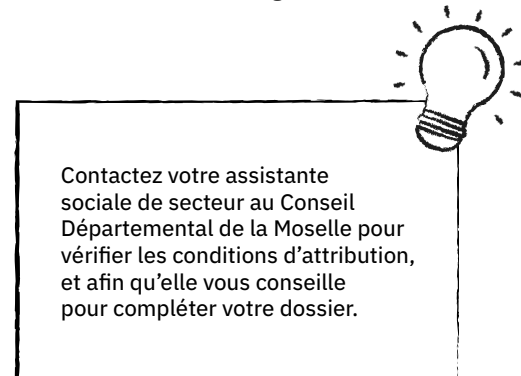 Contactez votre assistante
sociale de secteur au Conseil
Départemental de la Moselle pour
vérifier les conditions d’attribution,
et afin qu’elle vous conseille
pour compléter votre dossier.